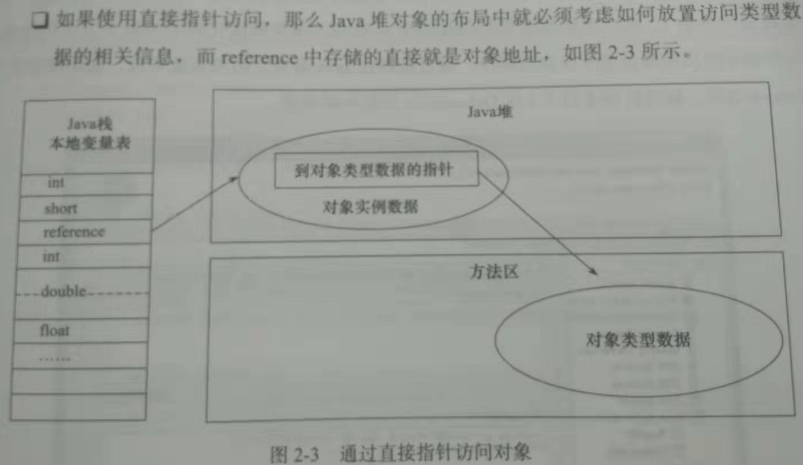 ❑ 如果使用直接指针访问，那么 Java 堆对象的布局中就必须考虑如何放置访问类型数
据的相关信息，而 reference 中存储的直接就是对象地址，如图 2-3 所示。
Java栈
本地变量表
int
short
reference
int
double
float
……
Java堆
到对象类型数据的指针
对象实例数据
方法区
对象类型数据
图 2-3 通过直接指针访问对象